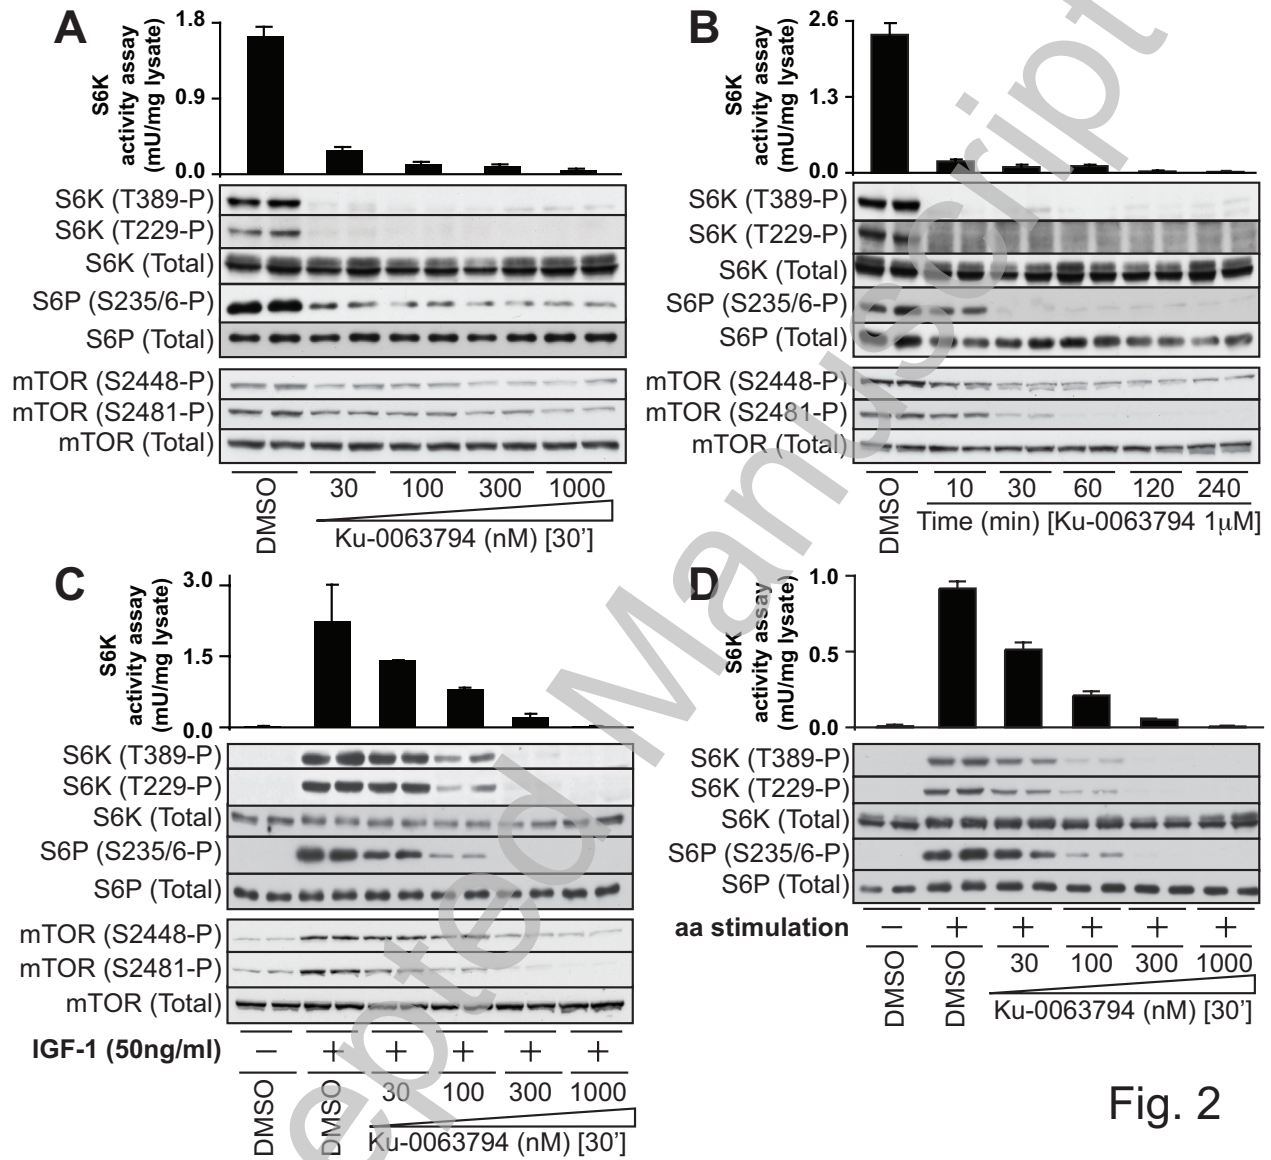 A
S6K
activity assay
(mU/mg lysate)
1.8
0.9
0.0
S6K (T389-P)
S6K (T229-P)
S6K (Total)
S6P (S235/6-P)
S6P (Total)
mTOR (S2448-P)
mTOR (S2481-P)
mTOR (Total)
DMSO
30 100 300 1000
Ku-0063794 (nM) [30']
B
S6K
activity assay
(mU/mg lysate)
2.6
1.3
0.0
S6K (T389-P)
S6K (T229-P)
S6K (Total)
S6P (S235/6-P)
S6P (Total)
mTOR (S2448-P)
mTOR (S2481-P)
mTOR (Total)
DMSO
10 30 60 120 240
Time (min) [Ku-0063794 1µM]
C
S6K
activity assay
(mU/mg lysate)
3.0
1.5
0.0
S6K (T389-P)
S6K (T229-P)
S6K (Total)
S6P (S235/6-P)
S6P (Total)
mTOR (S2448-P)
mTOR (S2481-P)
mTOR (Total)
IGF-1 (50ng/ml) − + + + + +
DMSO DMSO 30 100 300 1000
Ku-0063794 (nM) [30']
D
S6K
activity assay
(mU/mg lysate)
1.0
0.5
0.0
S6K (T389-P)
S6K (T229-P)
S6K (Total)
S6P (S235/6-P)
S6P (Total)
aa stimulation − + + + + +
DMSO DMSO 30 100 300 1000
Ku-0063794 (nM) [30']
Fig. 2
epted Manuscript